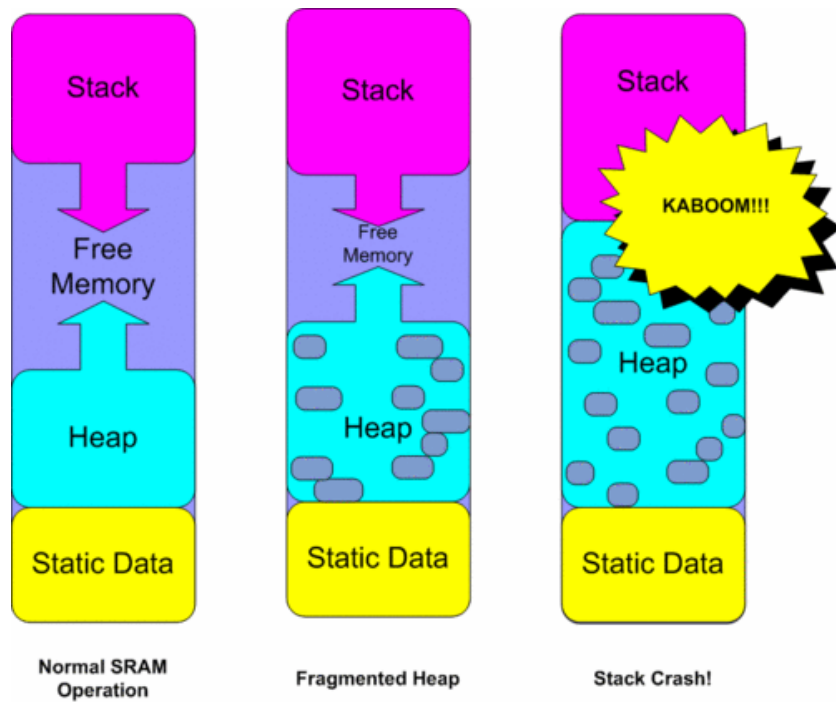 Stack
Free
Memory
Heap
Static Data
Normal SRAM
Operation
Stack
Free
Memory
Heap
Static Data
Fragmented Heap
Stack
KABOOM!!!
Heap
Static Data
Stack Crash!